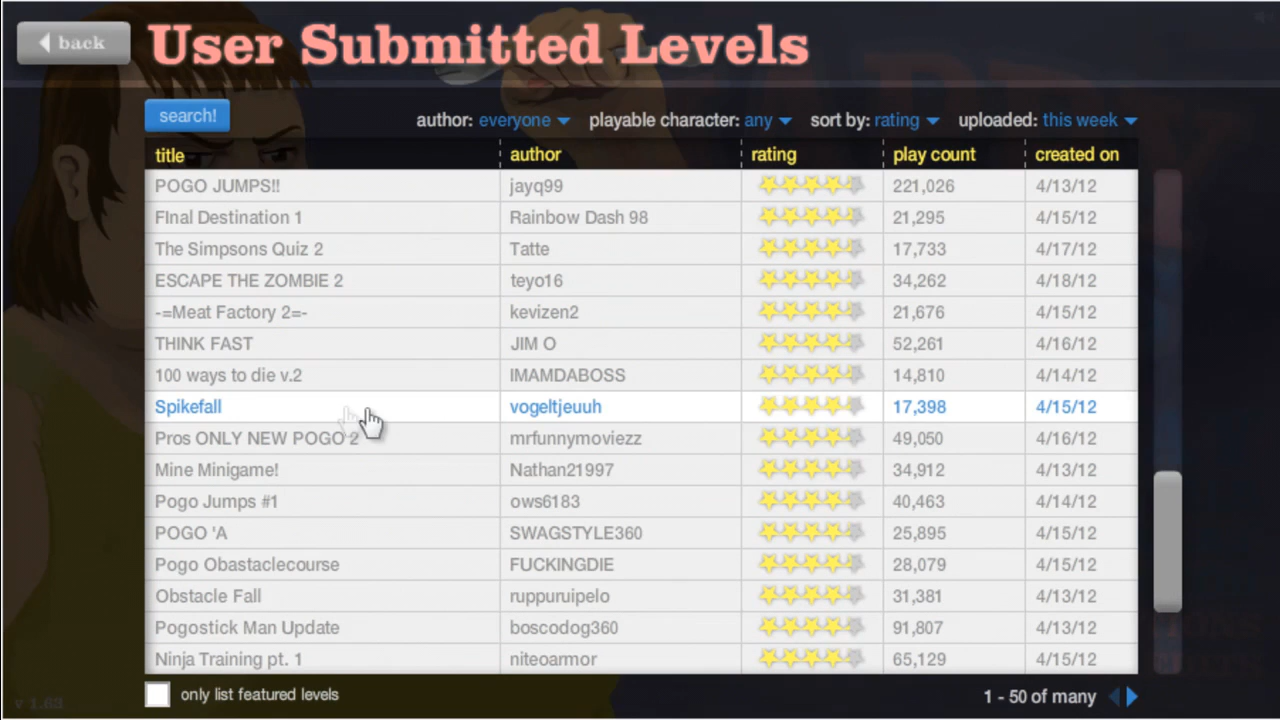 back
User Submitted Levels
search!
author: everyone playable character: any sort by: rating uploaded: this week
title author rating play count created on
POGO JUMPS!! jayq99 221,026 4/13/12
FInal Destination 1 Rainbow Dash 98 21,295 4/15/12
The Simpsons Quiz 2 Tatte 17,733 4/17/12
ESCAPE THE ZOMBIE 2 teyo16 34,262 4/18/12
-=Meat Factory 2=- kevizen2 21,676 4/15/12
THINK FAST JIM O 52,261 4/16/12
100 ways to die v.2 IMAMDABOSS 14,810 4/14/12
Spikefall vogeltjeuuh 17,398 4/15/12
Pros ONLY NEW POGO 2 mrfunnymoviezz 49,050 4/16/12
Mine Minigame! Nathan21997 34,912 4/13/12
Pogo Jumps #1 ows6183 40,463 4/14/12
POGO 'A SWAGSTYLE360 25,895 4/15/12
Pogo Obastaclecourse FUCKINGDIE 28,079 4/15/12
Obstacle Fall ruppuruipelo 31,381 4/13/12
Pogostick Man Update boscodog360 91,807 4/13/12
Ninja Training pt. 1 niteoarmor 65,129 4/15/12
only list featured levels 1 - 50 of many
v 1.63